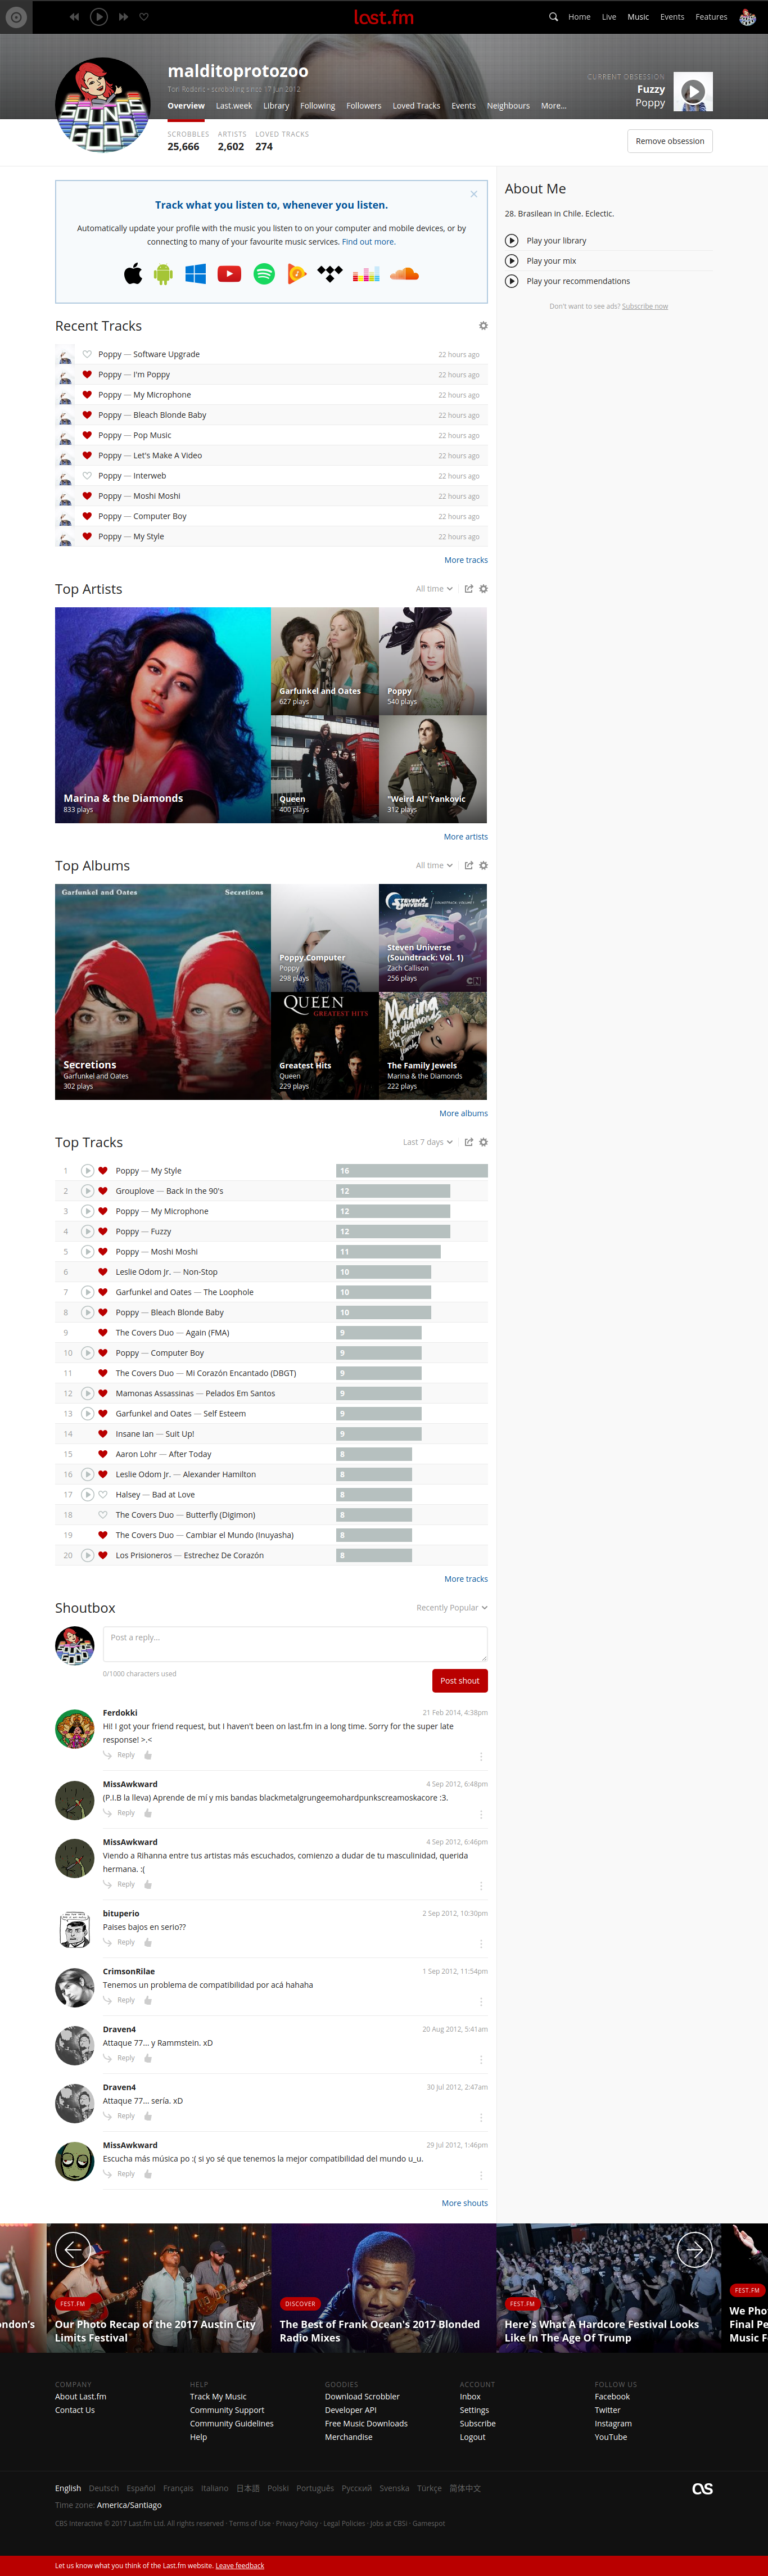 last.fm
Home Live Music Events Features
malditoprotozoo
Tori Redonic • scrobbling since 17 Jun 2012
CURRENT OBSESSION
Fuzzy
Poppy
Overview Last.week Library Following Followers Loved Tracks Events Neighbours More...
SCROBBLES ARTISTS LOVED TRACKS
25,666 2,602 274
Remove obsession
Track what you listen to, whenever you listen.
Automatically update your profile with the music you listen to on your computer and mobile devices, or by
connecting to many of your favourite music services. Find out more.
About Me
28. Brasilean in Chile. Eclectic.
Play your library
Play your mix
Play your recommendations
Don't want to see ads? Subscribe now
Recent Tracks
Poppy — Software Upgrade 22 hours ago
Poppy — I'm Poppy 22 hours ago
Poppy — My Microphone 22 hours ago
Poppy — Bleach Blonde Baby 22 hours ago
Poppy — Pop Music 22 hours ago
Poppy — Let's Make A Video 22 hours ago
Poppy — Interweb 22 hours ago
Poppy — Moshi Moshi 22 hours ago
Poppy — Computer Boy 22 hours ago
Poppy — My Style 22 hours ago
More tracks
Top Artists All time
Marina & the Diamonds
833 plays
Garfunkel and Oates
627 plays
Poppy
540 plays
Queen
400 plays
"Weird Al" Yankovic
312 plays
More artists
Top Albums All time
Garfunkel and Oates Secretions
Secretions
Garfunkel and Oates
302 plays
Poppy.Computer
Poppy
298 plays
STEVEN UNIVERSE
Steven Universe
(Soundtrack: Vol. 1)
Zach Callison
256 plays
CN
QUEEN
GREATEST HITS
Greatest Hits
Queen
229 plays
Marina
and the diamonds
The Family Jewels
The Family Jewels
Marina & the Diamonds
222 plays
More albums
Top Tracks Last 7 days
1 Poppy — My Style 16
2 Grouplove — Back In the 90's 12
3 Poppy — My Microphone 12
4 Poppy — Fuzzy 12
5 Poppy — Moshi Moshi 11
6 Leslie Odom Jr. — Non-Stop 10
7 Garfunkel and Oates — The Loophole 10
8 Poppy — Bleach Blonde Baby 10
9 The Covers Duo — Again (FMA) 9
10 Poppy — Computer Boy 9
11 The Covers Duo — Mi Corazón Encantado (DBGT) 9
12 Mamonas Assassinas — Pelados Em Santos 9
13 Garfunkel and Oates — Self Esteem 9
14 Insane Ian — Suit Up! 9
15 Aaron Lohr — After Today 8
16 Leslie Odom Jr. — Alexander Hamilton 8
17 Halsey — Bad at Love 8
18 The Covers Duo — Butterfly (Digimon) 8
19 The Covers Duo — Cambiar el Mundo (Inuyasha) 8
20 Los Prisioneros — Estrechez De Corazón 8
More tracks
Shoutbox Recently Popular
Post a reply...
0/1000 characters used
Post shout
Ferdokki 21 Feb 2014, 4:38pm
Hi! I got your friend request, but I haven't been on last.fm in a long time. Sorry for the super late
response! >.<
Reply
MissAwkward 4 Sep 2012, 6:48pm
(P.I.B la lleva) Aprende de mí y mis bandas blackmetalgrungeemohardpunkscreamoskacore :3.
Reply
MissAwkward 4 Sep 2012, 6:46pm
Viendo a Rihanna entre tus artistas más escuchados, comienzo a dudar de tu masculinidad, querida
hermana. :(
Reply
bituperio 2 Sep 2012, 10:30pm
Paises bajos en serio??
Reply
CrimsonRilae 1 Sep 2012, 11:54pm
Tenemos un problema de compatibilidad por acá hahaha
Reply
Draven4 20 Aug 2012, 5:41am
Attaque 77... y Rammstein. xD
Reply
Draven4 30 Jul 2012, 2:47am
Attaque 77... sería. xD
Reply
MissAwkward 29 Jul 2012, 1:46pm
Escucha más música po :( si yo sé que tenemos la mejor compatibilidad del mundo u_u.
Reply
More shouts
ondon's
FEST.FM
Our Photo Recap of the 2017 Austin City
Limits Festival
DISCOVER
The Best of Frank Ocean's 2017 Blonded
Radio Mixes
FEST.FM
Here's What A Hardcore Festival Looks
Like In The Age Of Trump
FEST.FM
We Pho
Final Pe
Music F
COMPANY HELP GOODIES ACCOUNT FOLLOW US
About Last.fm Track My Music Download Scrobbler Inbox Facebook
Contact Us Community Support Developer API Settings Twitter
Community Guidelines Free Music Downloads Subscribe Instagram
Help Merchandise Logout YouTube
English Deutsch Español Français Italiano 日本語 Polski Português Русский Svenska Türkçe 简体中文
Time zone: America/Santiago
CBS Interactive © 2017 Last.fm Ltd. All rights reserved · Terms of Use · Privacy Policy · Legal Policies · Jobs at CBSi · Gamespot
Let us know what you think of the Last.fm website. Leave feedback